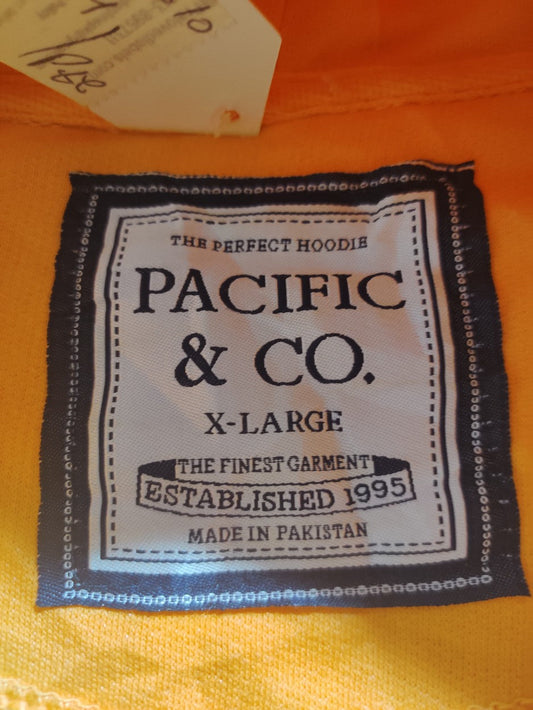 THE PERFECT HOODIE
PACIFIC
& CO.
X-LARGE
THE FINEST GARMENT
ESTABLISHED 1995
MADE IN PAKISTAN